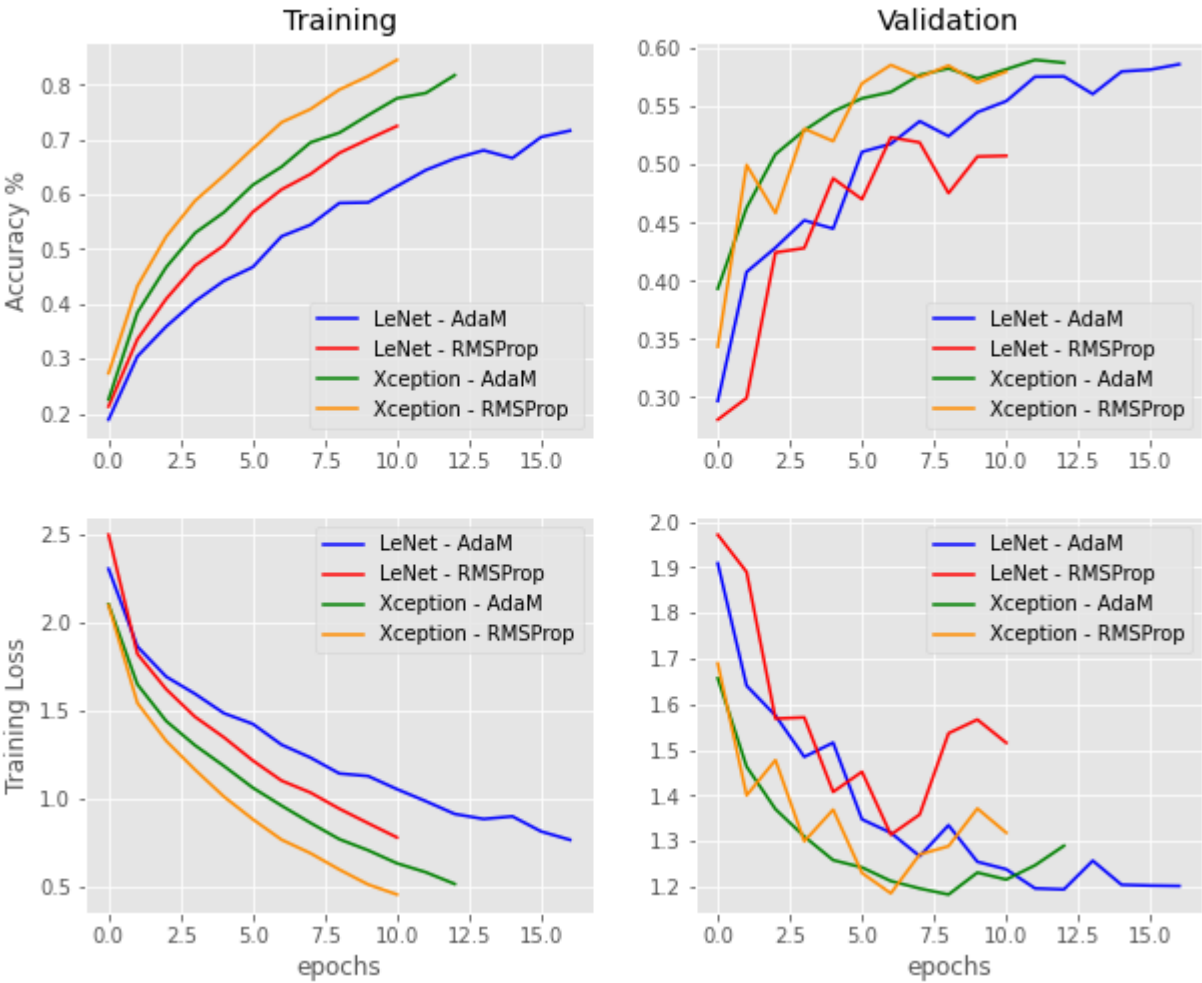 Training
Accuracy %
0.8
0.7
0.6
0.5
0.4
0.3
0.2
LeNet - AdaM
LeNet - RMSProp
Xception - AdaM
Xception - RMSProp
0.0 2.5 5.0 7.5 10.0 12.5 15.0
Validation
0.60
0.55
0.50
0.45
0.40
0.35
0.30
LeNet - AdaM
LeNet - RMSProp
Xception - AdaM
Xception - RMSProp
0.0 2.5 5.0 7.5 10.0 12.5 15.0
Training Loss
2.5
2.0
1.5
1.0
0.5
LeNet - AdaM
LeNet - RMSProp
Xception - AdaM
Xception - RMSProp
0.0 2.5 5.0 7.5 10.0 12.5 15.0
epochs
2.0
1.9
1.8
1.7
1.6
1.5
1.4
1.3
1.2
LeNet - AdaM
LeNet - RMSProp
Xception - AdaM
Xception - RMSProp
0.0 2.5 5.0 7.5 10.0 12.5 15.0
epochs